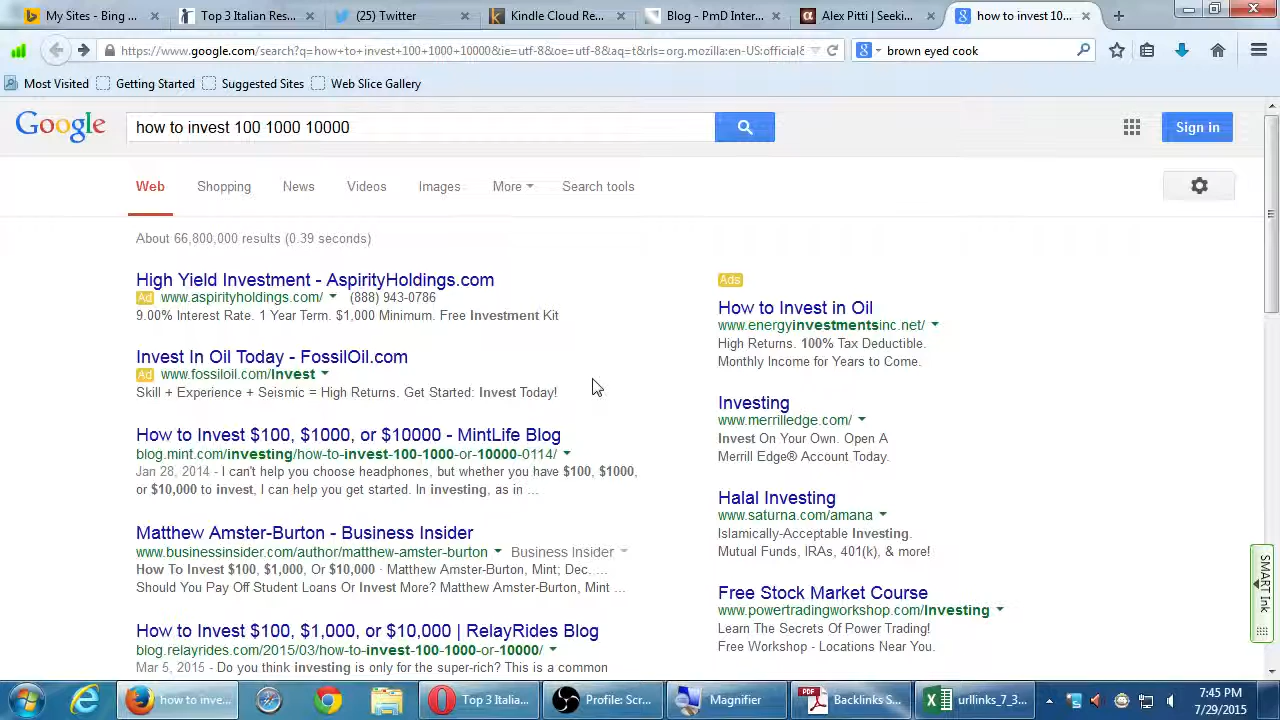 My Sites - Bing ...
Top 3 Italian Res...
(25) Twitter
Kindle Cloud Re...
Blog - PmD Inter...
Alex Pitti | Seeki...
how to invest 10...
https://www.google.com/search?q=how+to+invest+100+1000+10000&ie=utf-8&oe=utf-8&aq=t&rls=org.mozilla:en-US:official&
brown eyed cook
Most Visited
Getting Started
Suggested Sites
Web Slice Gallery
Google
how to invest 100 1000 10000
Sign in
Web
Shopping
News
Videos
Images
More
Search tools
About 66,800,000 results (0.39 seconds)
High Yield Investment - AspirityHoldings.com
Ad www.aspirityholdings.com/ (888) 943-0786
9.00% Interest Rate. 1 Year Term. $1,000 Minimum. Free Investment Kit
Invest In Oil Today - FossilOil.com
Ad www.fossiloil.com/Invest
Skill + Experience + Seismic = High Returns. Get Started: Invest Today!
How to Invest $100, $1000, or $10000 - MintLife Blog
blog.mint.com/investing/how-to-invest-100-1000-or-10000-0114/
Jan 28, 2014 - I can't help you choose headphones, but whether you have $100, $1000,
or $10,000 to invest, I can help you get started. In investing, as in ...
Matthew Amster-Burton - Business Insider
www.businessinsider.com/author/matthew-amster-burton Business Insider
How To Invest $100, $1,000, Or $10,000 · Matthew Amster-Burton, Mint; Dec. ...
Should You Pay Off Student Loans Or Invest More? Matthew Amster-Burton, Mint ...
How to Invest $100, $1,000, or $10,000 | RelayRides Blog
blog.relayrides.com/2015/03/how-to-invest-100-1000-or-10000/
Mar 5, 2015 - Do you think investing is only for the super-rich? This is a common
Ads
How to Invest in Oil
www.energyinvestmentsinc.net/
High Returns. 100% Tax Deductible.
Monthly Income for Years to Come.
Investing
www.merrilledge.com/
Invest On Your Own. Open A
Merrill Edge® Account Today.
Halal Investing
www.saturna.com/amana
Islamically-Acceptable Investing.
Mutual Funds, IRAs, 401(k), & more!
Free Stock Market Course
www.powertradingworkshop.com/Investing
Learn The Secrets Of Power Trading!
Free Workshop - Locations Near You.
SMART Ink
how to inve...
Top 3 Italia...
Profile: Scr...
Magnifier
PDF
Backlinks S...
urllinks_7_3...
7:45 PM
7/29/2015